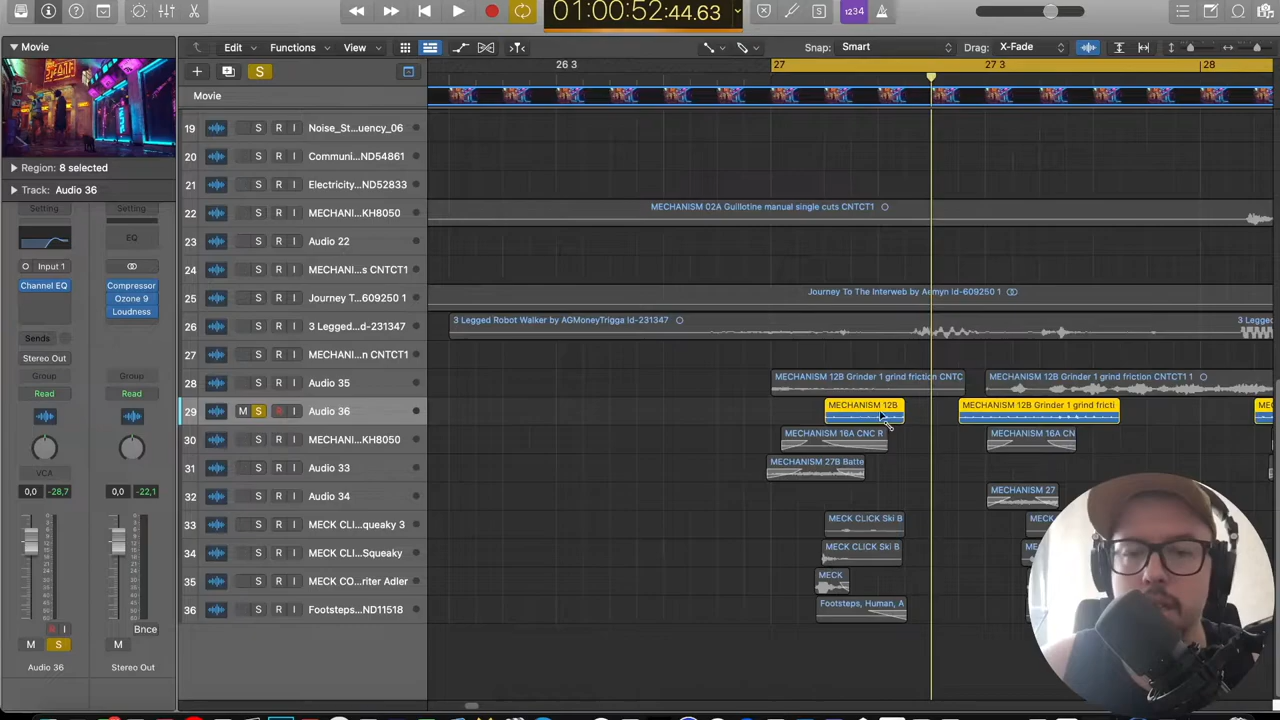 01:00:52:44.63
1234
S
Movie
Edit
Functions
View
Snap:
Smart
Drag:
X-Fade
S
26 3
27
27 3
28
Movie
Region: 8 selected
Track: Audio 36
Setting
Setting
EQ
Input 1
Channel EQ
Compressor
Ozone 9
Loudness
Sends
Stereo Out
Group
Group
Read
Read
VCA
0,0
-28,7
0,0
-22,1
R
I
Bnce
M
S
M
Audio 36
Stereo Out
19 S R I Noise_St...uency_06
20 S R I Communi...ND54861
21 S R I Electricity...ND52833
22 S R I MECHANI...KH8050
MECHANISM 02A Guillotine manual single cuts CNTCT1
23 S R I Audio 22
24 S R I MECHANI...s CNTCT1
25 S R I Journey T...609250 1
Journey To The Interweb by Aemyn Id-609250 1
26 S R I 3 Legged...d-231347
3 Legged Robot Walker by AGMoneyTrigga Id-231347
3 Legged
27 S R I MECHANI...n CNTCT1
28 S R I Audio 35
MECHANISM 12B Grinder 1 grind friction CNTC
MECHANISM 12B Grinder 1 grind friction CNTCT1 1
29 M S R I Audio 36
MECHANISM 12B
MECHANISM 12B Grinder 1 grind fricti
30 S R I MECHANI...KH8050
MECHANISM 16A CNC R
MECHANISM 16A CN
31 S R I Audio 33
MECHANISM 27B Batte
32 S R I Audio 34
MECHANISM 27
33 S R I MECK CLI...queaky 3
MECK CLICK Ski B
MECK
34 S R I MECK CLI...Squeaky
MECK CLICK Ski B
35 S R I MECK CO...riter Adler
MECK
36 S R I Footsteps...ND11518
Footsteps, Human, A